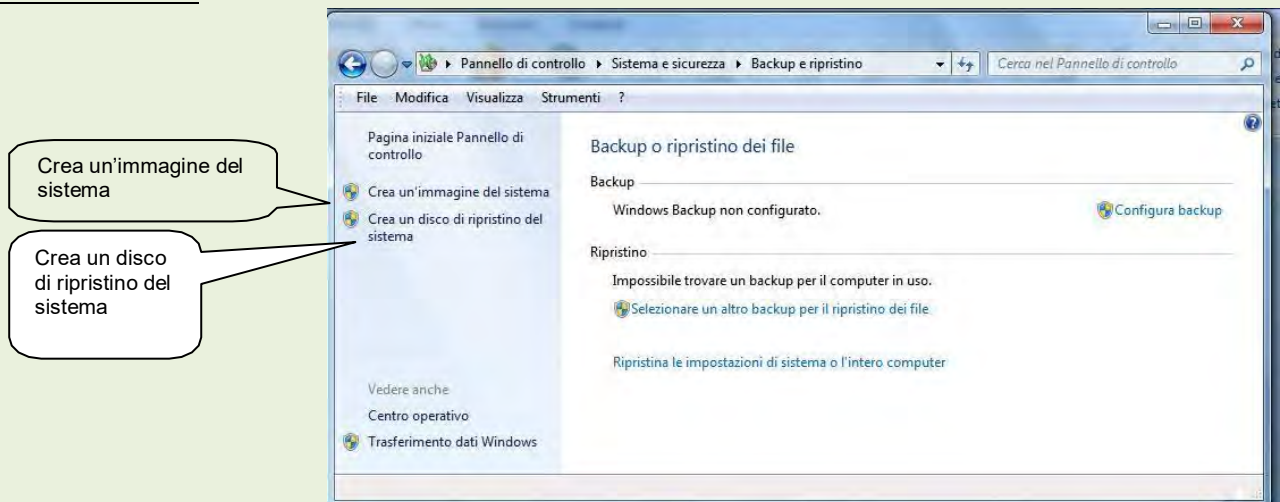 Crea un'immagine del
sistema
Crea un disco
di ripristino del
sistema
Pannello di controllo Sistema e sicurezza Backup e ripristino
Cerca nel Pannello di controllo
File Modifica Visualizza Strumenti ?
Pagina iniziale Pannello di
controllo
Crea un'immagine del sistema
Crea un disco di ripristino del
sistema
Vedere anche
Centro operativo
Trasferimento dati Windows
Backup o ripristino dei file
Backup
Windows Backup non configurato.
Configura backup
Ripristino
Impossibile trovare un backup per il computer in uso.
Selezionare un altro backup per il ripristino dei file
Ripristina le impostazioni di sistema o l'intero computer